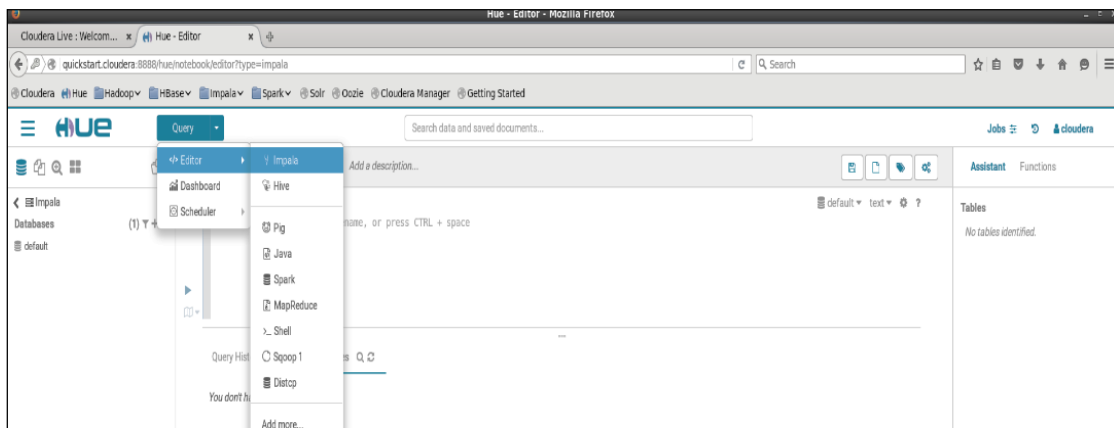 Hue - Editor - Mozilla Firefox
Cloudera Live : Welcom... x Hue - Editor x
quickstart.cloudera:8888/hue/notebook/editor?type=impala Search
Cloudera Hue Hadoop HBase Impala Spark Solr Oozie Cloudera Manager Getting Started
HUE Query Search data and saved documents... Jobs cloudera
</> Editor Impala Add a description... Assistant Functions
Dashboard Hive
Impala default text ? Tables
Scheduler
Databases (1) Pig name, or press CTRL + space No tables identified.
default
Java
Spark
MapReduce
>_ Shell
Query Hist Sqoop 1 es
Distcp
You don't h
Add more...